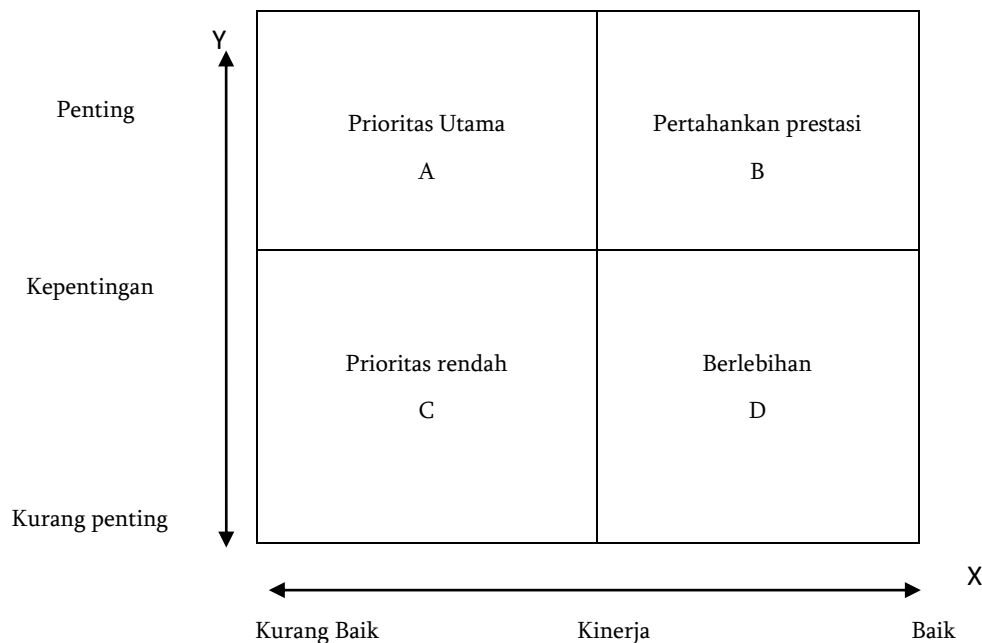 Y
Penting
Prioritas Utama
A
Pertahankan prestasi
B
Kepentingan
Prioritas rendah
C
Berlebihan
D
Kurang penting
X
Kurang Baik
Kinerja
Baik